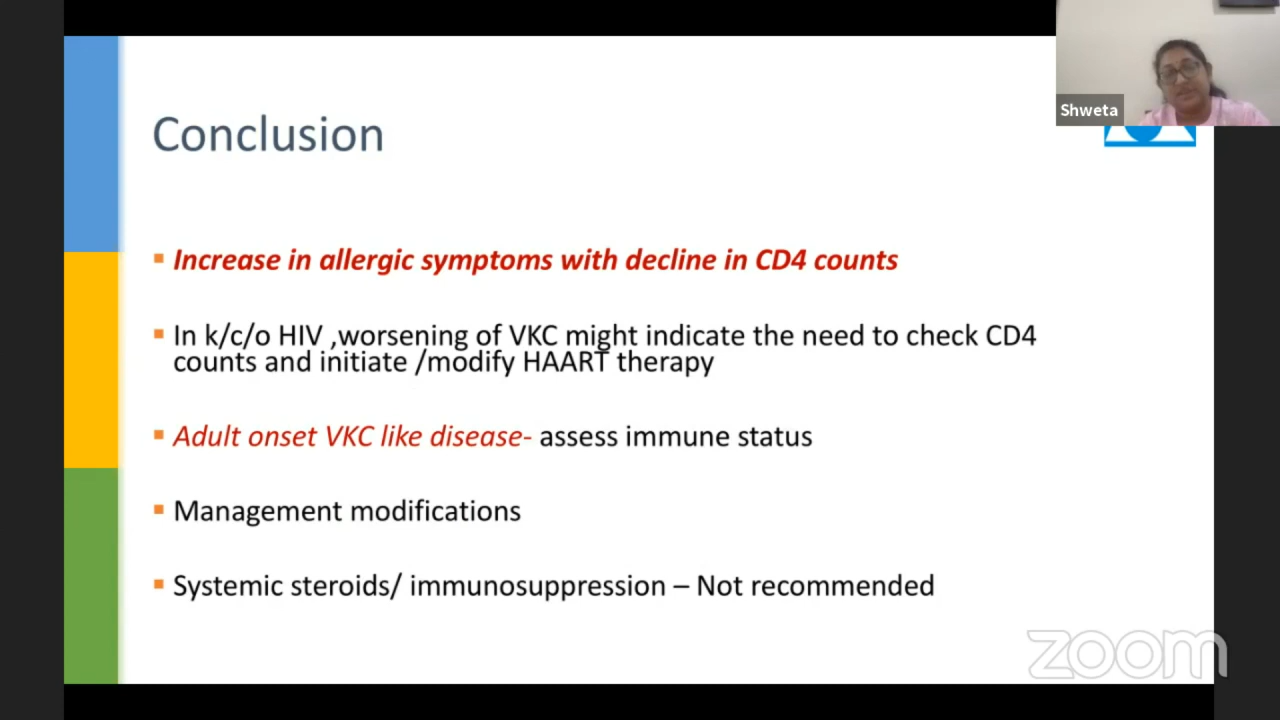 Shweta
Conclusion
Increase in allergic symptoms with decline in CD4 counts
In k/c/o HIV ,worsening of VKC might indicate the need to check CD4
counts and initiate /modify HAART therapy
Adult onset VKC like disease- assess immune status
Management modifications
Systemic steroids/ immunosuppression – Not recommended
zoom